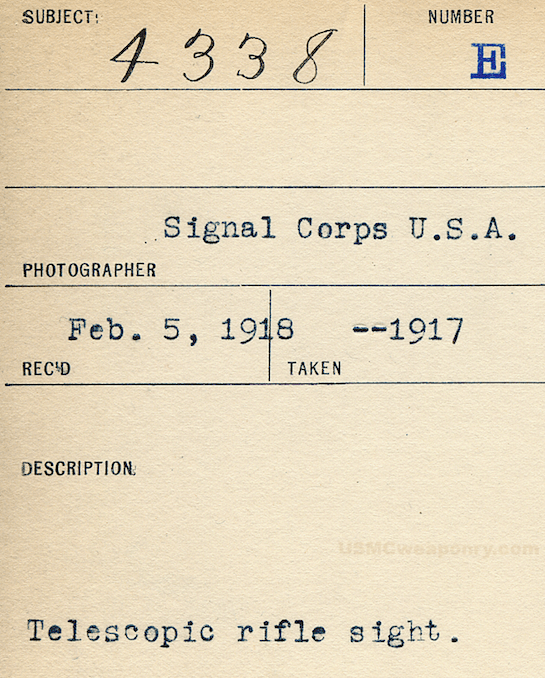 SUBJECT: NUMBER
4338 E
Signal Corps U.S.A.
PHOTOGRAPHER
Feb. 5, 1918 --1917
REC'D TAKEN
DESCRIPTION
USMCweaponry.com
Telescopic rifle sight.